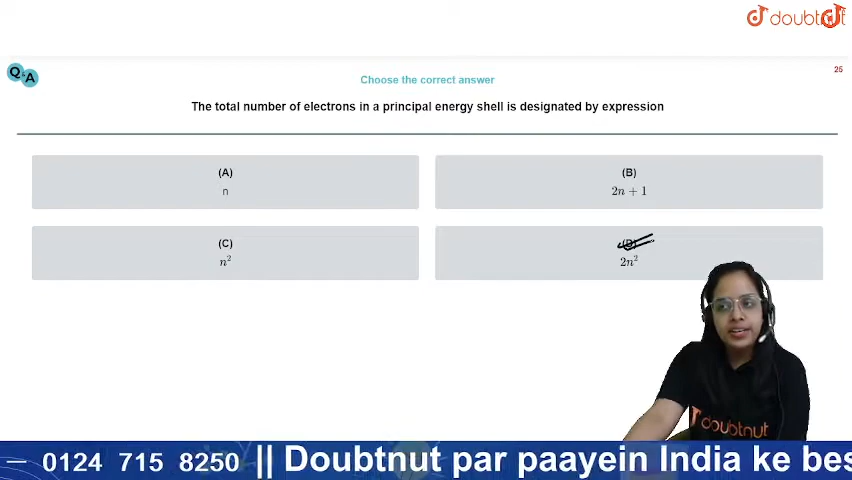 doubtnut
Q&A
25
Choose the correct answer
The total number of electrons in a principal energy shell is designated by expression
(A)
n
(B)
2n + 1
(C)
n²
(D)
2n²
doubtnut
0124 715 8250 || Doubtnut par paayein India ke bes